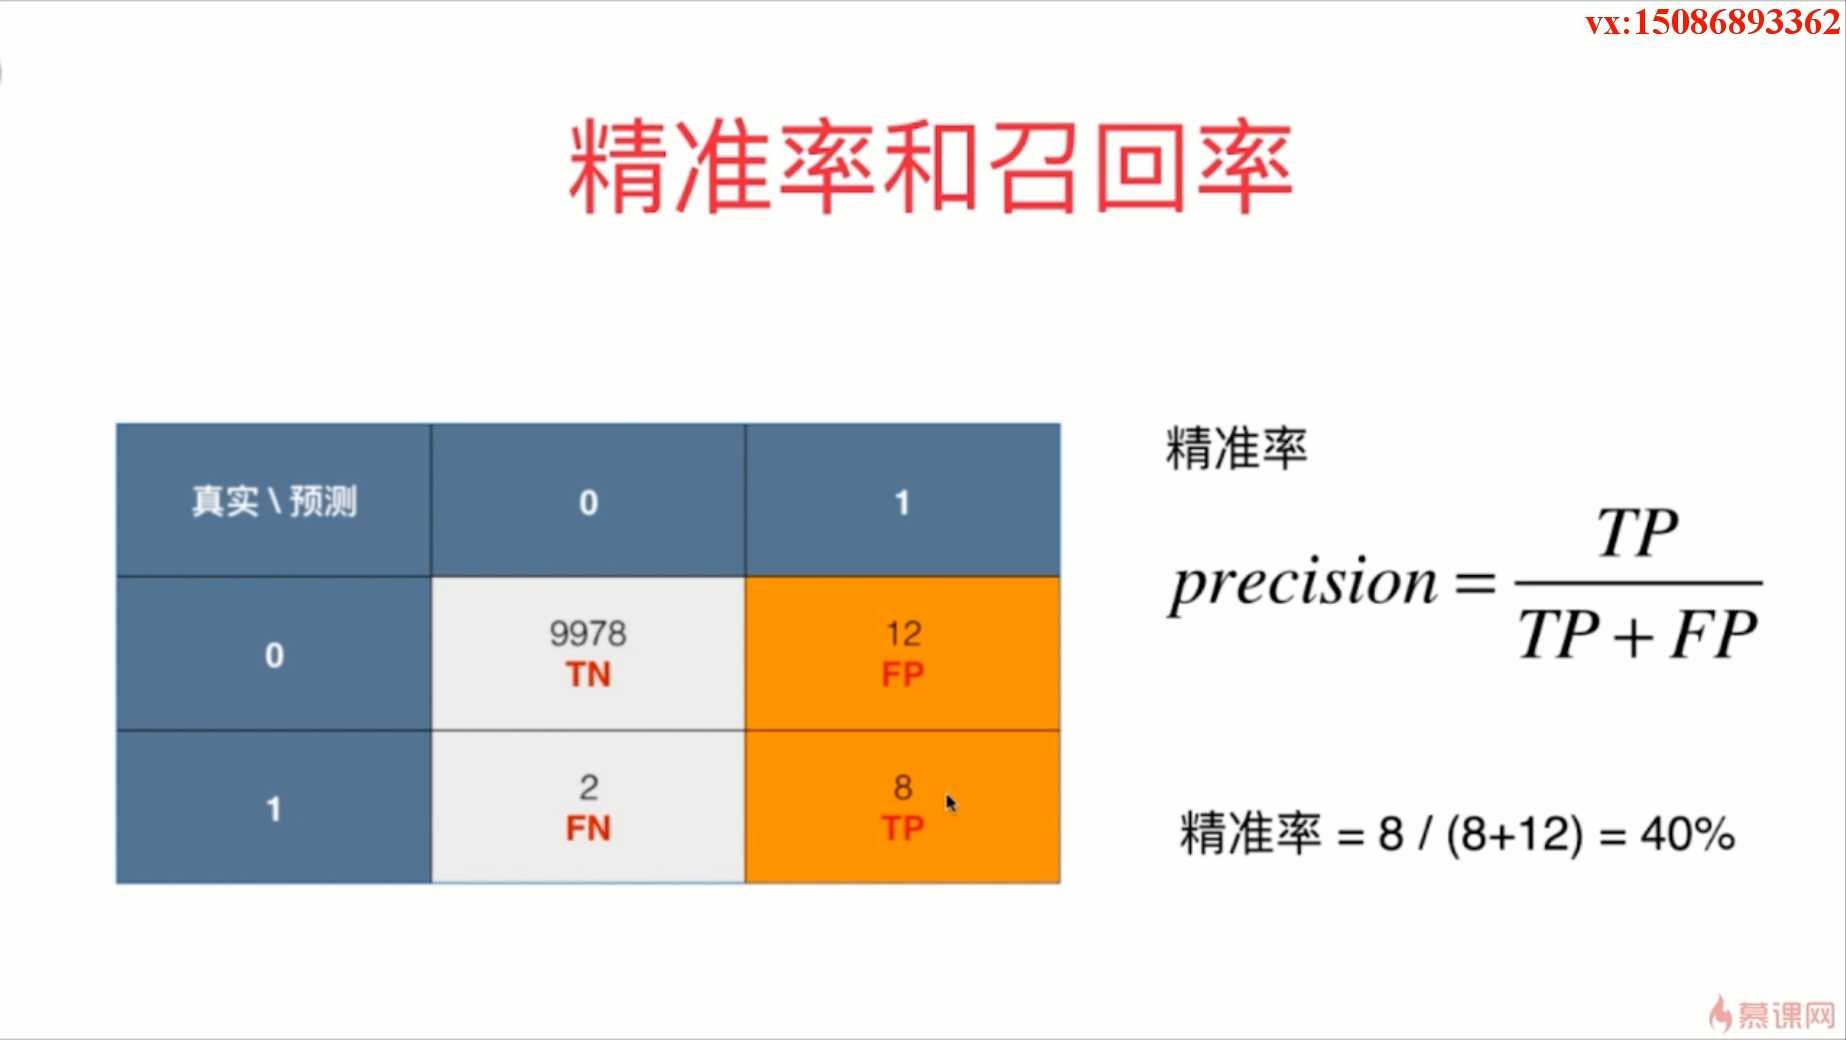 vx:15086893362
精准率和召回率
真实 \ 预测
0
1
0
9978
TN
12
FP
1
2
FN
8
TP
精准率
precision = TP / (TP + FP)
精准率 = 8 / (8+12) = 40%
慕课网